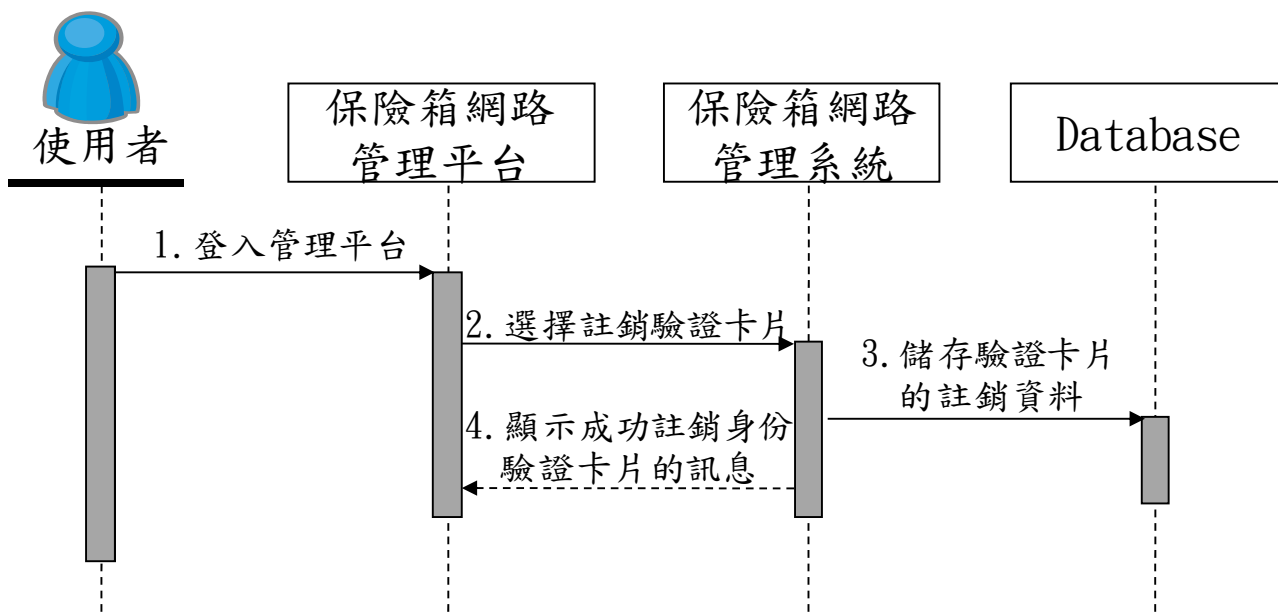 使用者
保險箱網路
管理平台
保險箱網路
管理系統
Database
1.登入管理平台
2.選擇註銷驗證卡片
3.儲存驗證卡片
的註銷資料
4.顯示成功註銷身份
驗證卡片的訊息